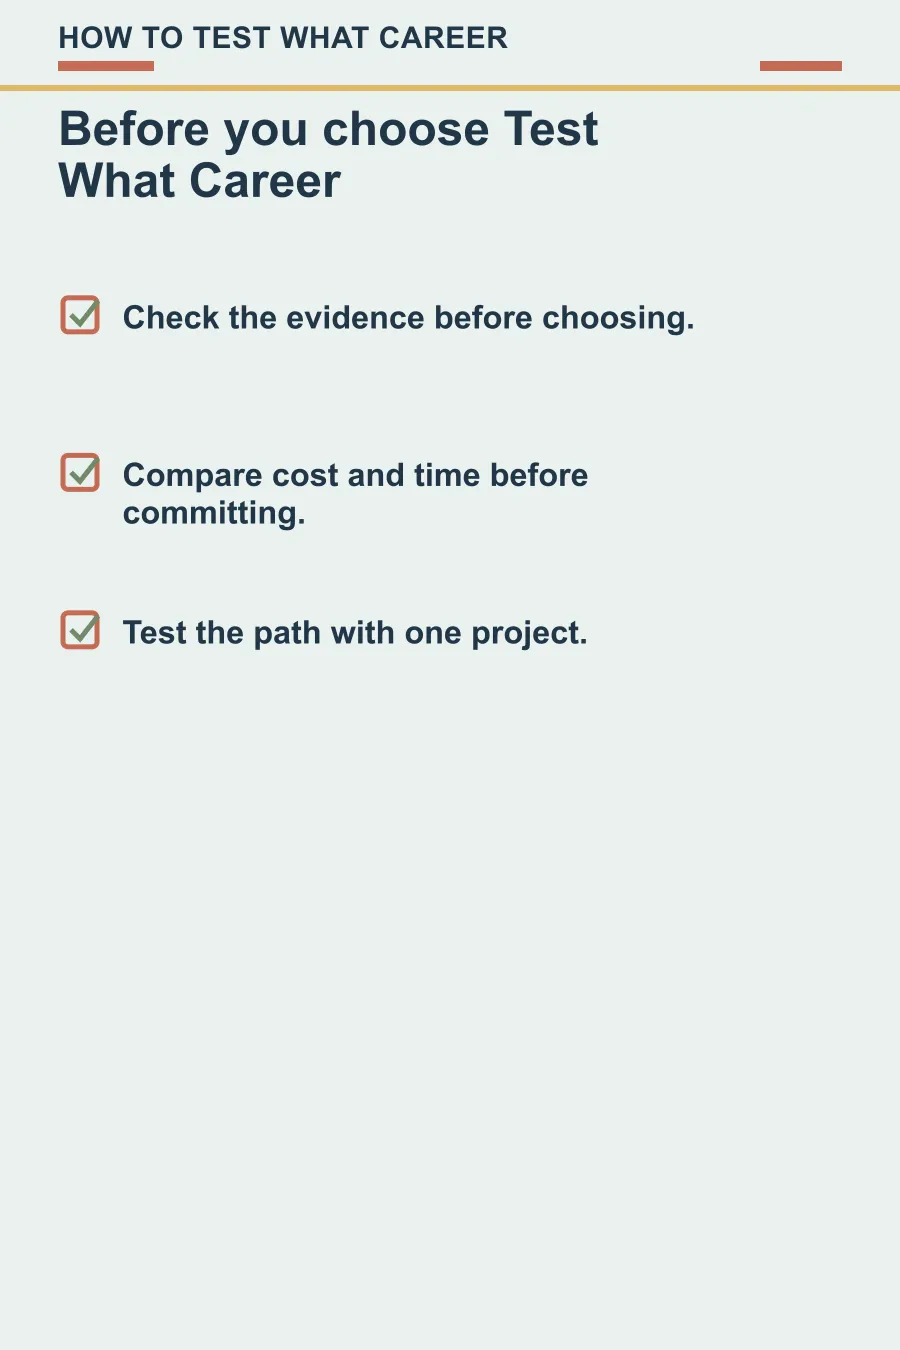 HOW TO TEST WHAT CAREER
Before you choose Test
What Career
Check the evidence before choosing.
Compare cost and time before
committing.
Test the path with one project.